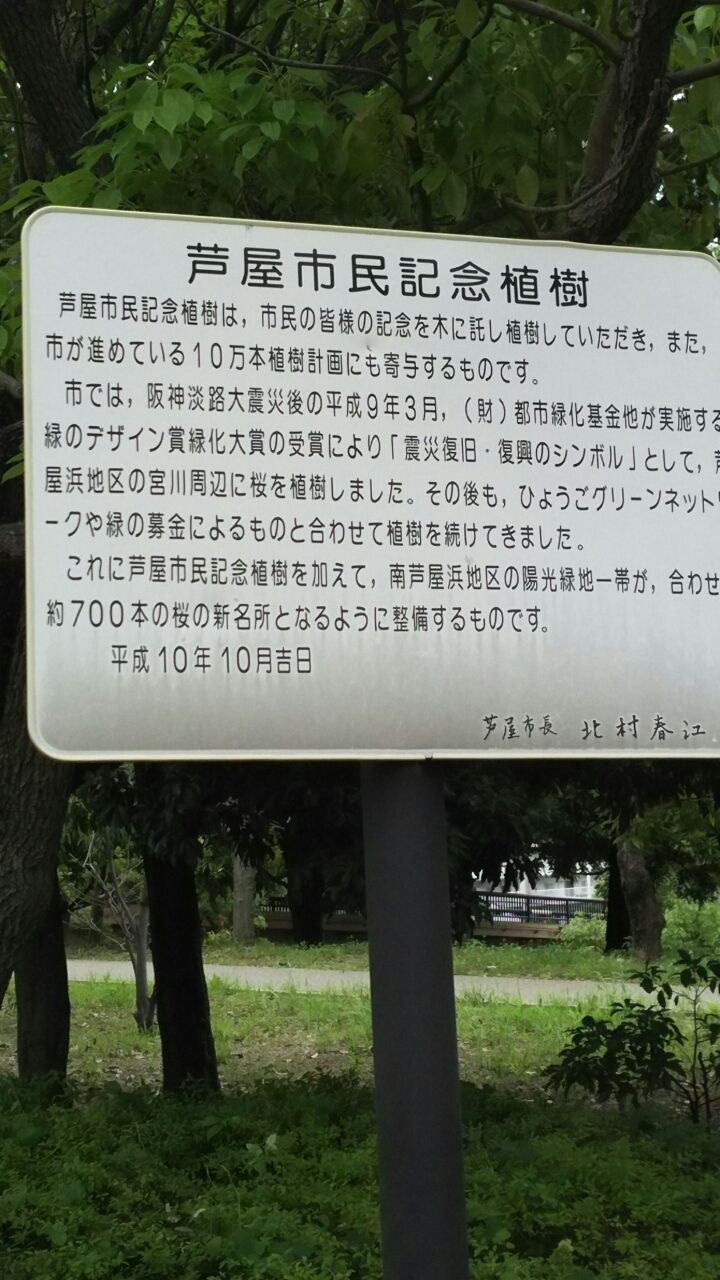 芦屋市民記念植樹
芦屋市民記念植樹は，市民の皆様の記念を木に託し植樹していただき，また，
市が進めている１０万本植樹計画にも寄与するものです。
市では，阪神淡路大震災後の平成９年３月，（財）都市緑化基金他が実施する
緑のデザイン賞緑化大賞の受賞により「震災復旧・復興のシンボル」として，芦
屋浜地区の宮川周辺に桜を植樹しました。その後も，ひょうごグリーンネットワ
ークや緑の募金によるものと合わせて植樹を続けてきました。
これに芦屋市民記念植樹を加えて，南芦屋浜地区の陽光緑地一帯が，合わせ
約７００本の桜の新名所となるように整備するものです。
平成１０年１０月吉日
芦屋市長 北村春江